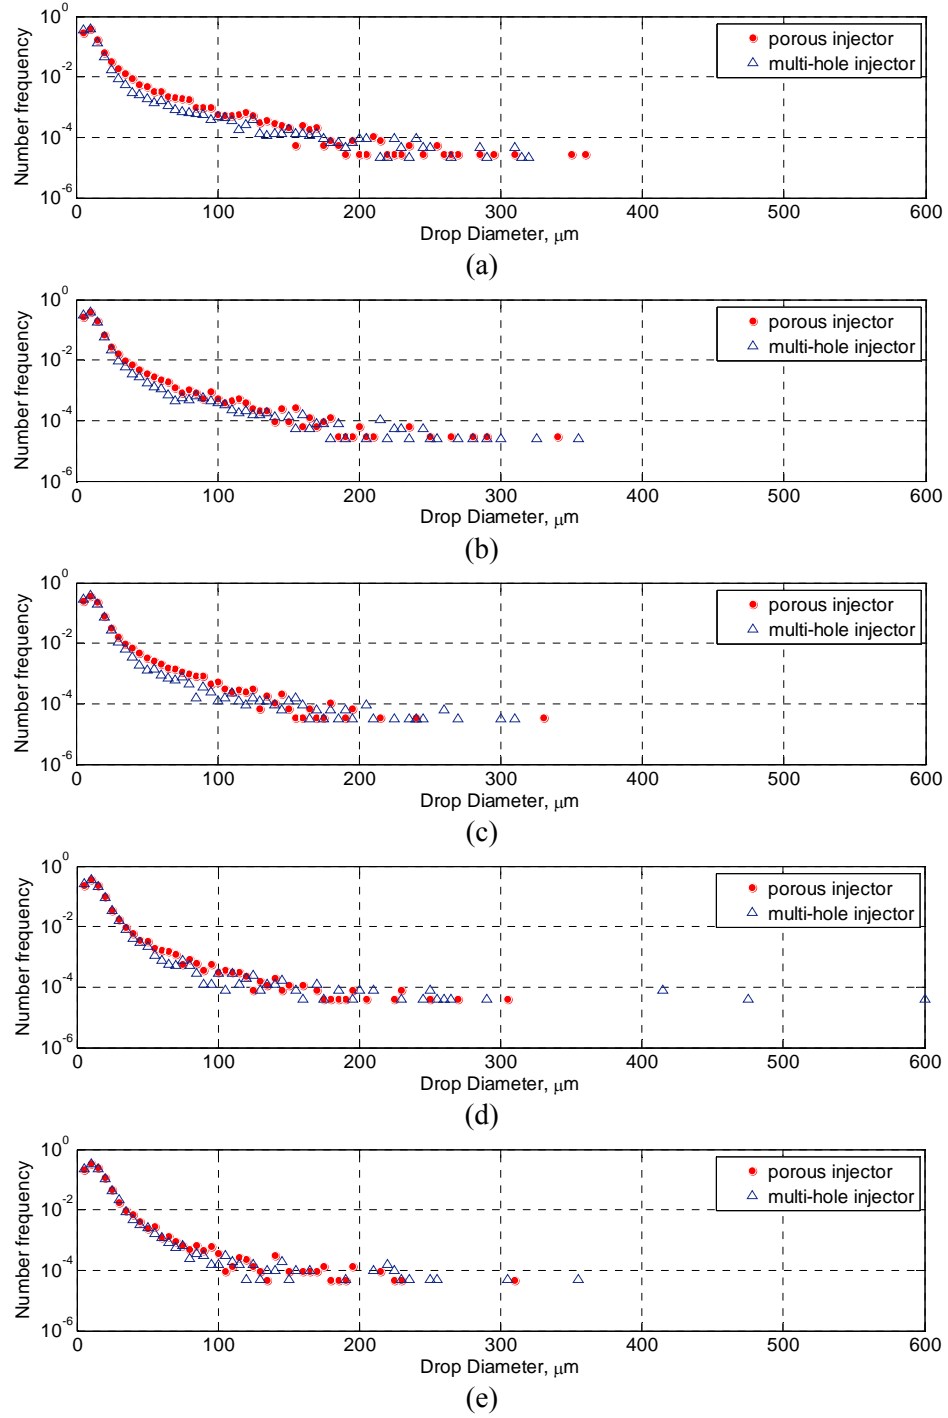 10^0
10^-2
10^-4
10^-6
Number frequency
porous injector
multi-hole injector
0 100 200 300 400 500 600
Drop Diameter, μm
(a)
10^0
10^-2
10^-4
10^-6
Number frequency
porous injector
multi-hole injector
0 100 200 300 400 500 600
Drop Diameter, μm
(b)
10^0
10^-2
10^-4
10^-6
Number frequency
porous injector
multi-hole injector
0 100 200 300 400 500 600
Drop Diameter, μm
(c)
10^0
10^-2
10^-4
10^-6
Number frequency
porous injector
multi-hole injector
0 100 200 300 400 500 600
Drop Diameter, μm
(d)
10^0
10^-2
10^-4
10^-6
Number frequency
porous injector
multi-hole injector
0 100 200 300 400 500 600
Drop Diameter, μm
(e)